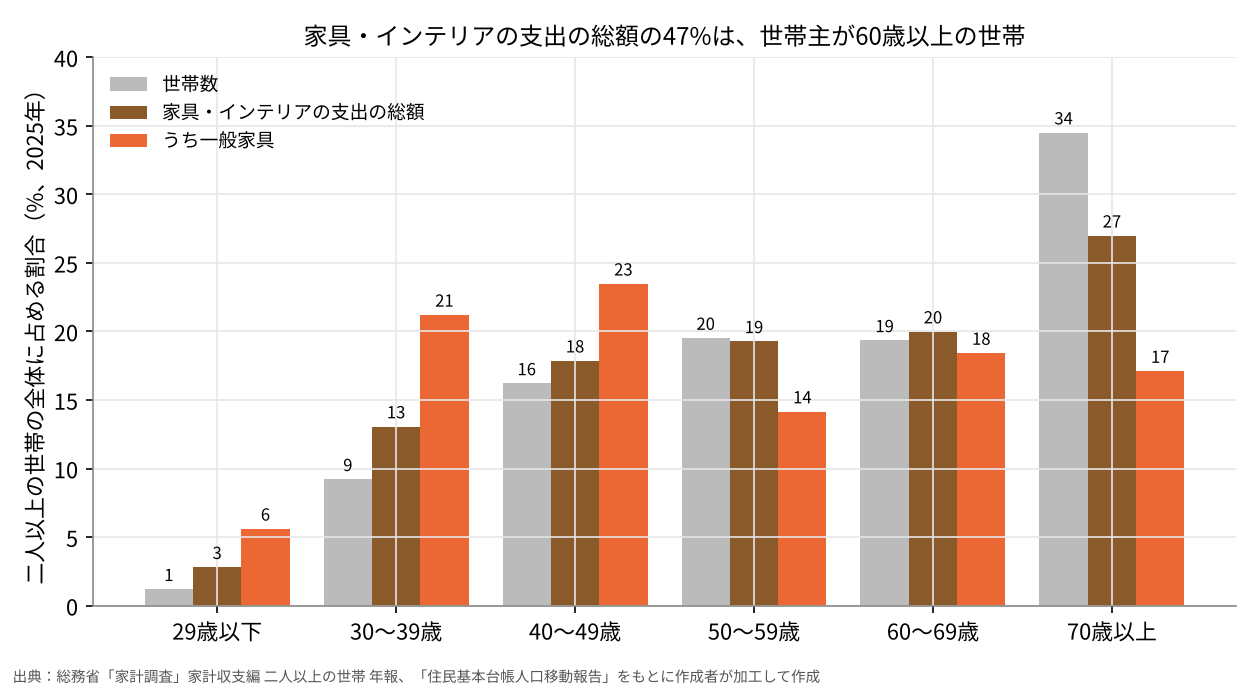 家具・インテリアの支出の総額の47%は、世帯主が60歳以上の世帯
二人以上の世帯の全体に占める割合（%、2025年）
40
35
30
25
20
15
10
5
0
世帯数
家具・インテリアの支出の総額
うち一般家具
1
3
6
9
13
21
16
18
23
20
19
14
19
20
18
34
27
17
29歳以下
30〜39歳
40〜49歳
50〜59歳
60〜69歳
70歳以上
出典：総務省「家計調査」家計収支編 二人以上の世帯 年報、「住民基本台帳人口移動報告」をもとに作成者が加工して作成